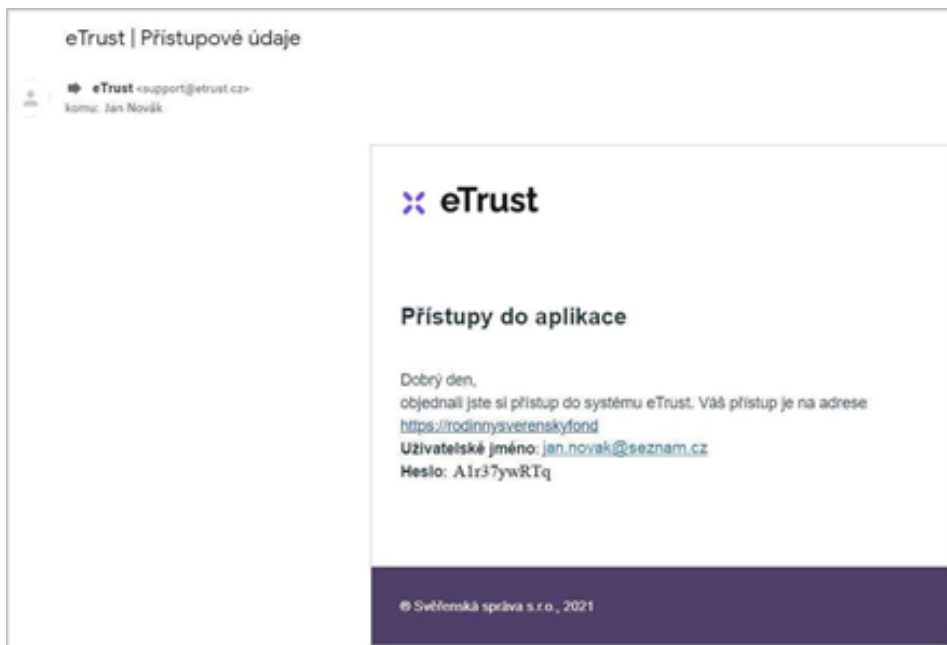 eTrust | Přístupové údaje
eTrust <support@etrust.cz>
komu: Jan Novák
eTrust
Přístupy do aplikace
Dobrý den,
objednali jste si přístup do systému eTrust. Váš přístup je na adrese
https://rodinnysverenskyfond
Uživatelské jméno: jan.novak@seznam.cz
Heslo: A1r37ywRTq
® Svěřenská správa s.r.o., 2021